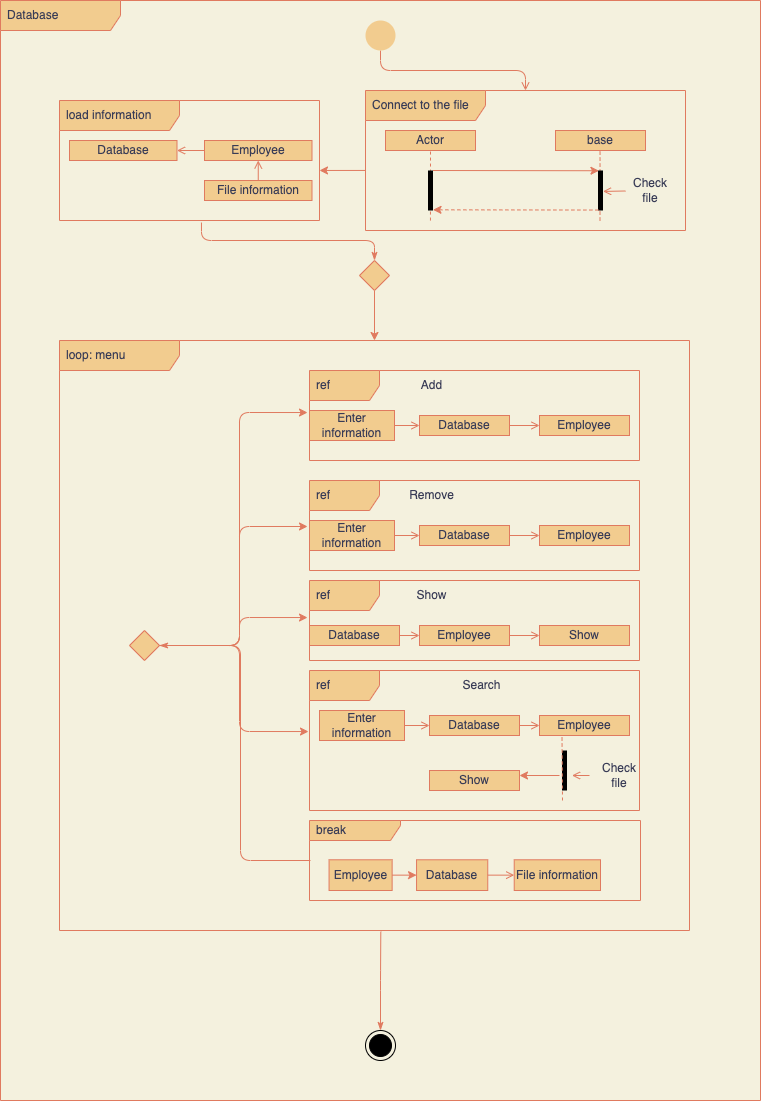 Database
Connect to the file
Actor
base
Check
file
load information
Database
Employee
File information
loop: menu
ref
Add
Enter
information
Database
Employee
ref
Remove
Enter
information
Database
Employee
ref
Show
Database
Employee
Show
ref
Search
Enter
information
Database
Employee
Show
Check
file
break
Employee
Database
File information